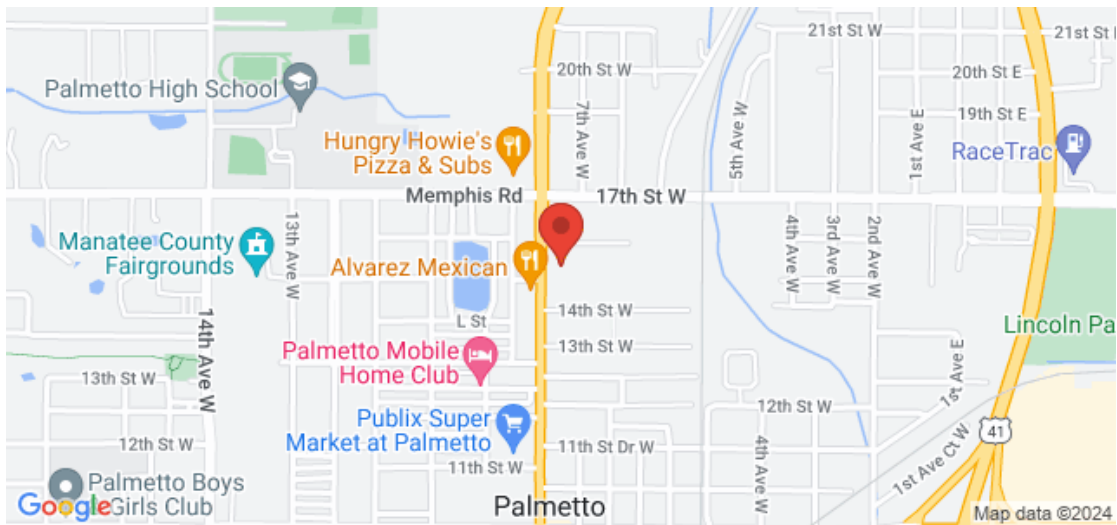 21st St W
21st St E
20th St W
20th St E
Palmetto High School
7th Ave W
5th Ave W
1st Ave E
19th St E
Hungry Howie's
Pizza & Subs
RaceTrac
Memphis Rd
17th St W
13th Ave W
Manatee County
Fairgrounds
4th Ave W
3rd Ave W
2nd Ave W
Alvarez Mexican
14th Ave W
L St
14th St W
Lincoln Pa
Palmetto Mobile
Home Club
13th St W
13th St W
1st Ave E
12th St W
Publix Super
Market at Palmetto
12th St W
11th St Dr W
41
11th St W
4th Ave W
1st Ave Ct W
Palmetto Boys
Girls Club
Google
Palmetto
Map data ©2024